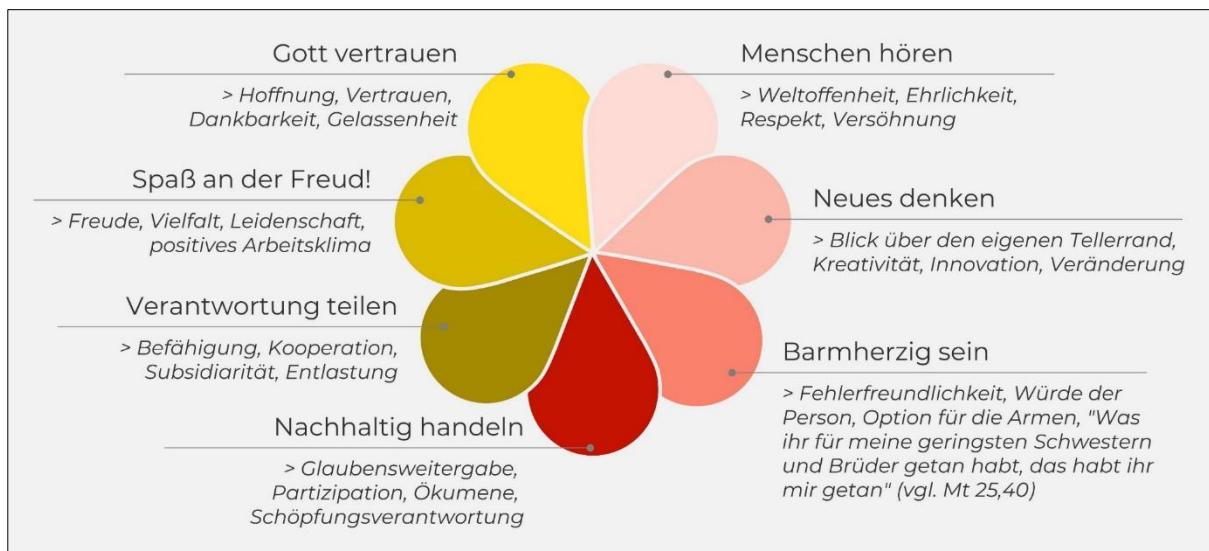 Gott vertrauen
> Hoffnung, Vertrauen,
Dankbarkeit, Gelassenheit
Menschen hören
> Weltoffenheit, Ehrlichkeit,
Respekt, Versöhnung
Spaß an der Freud!
> Freude, Vielfalt, Leidenschaft,
positives Arbeitsklima
Neues denken
> Blick über den eigenen Tellerrand,
Kreativität, Innovation, Veränderung
Verantwortung teilen
> Befähigung, Kooperation,
Subsidiarität, Entlastung
Barmherzig sein
> Fehlerfreundlichkeit, Würde der
Person, Option für die Armen, "Was
ihr für meine geringsten Schwestern
und Brüder getan habt, das habt ihr
mir getan" (vgl. Mt 25,40)
Nachhaltig handeln
> Glaubensweitergabe,
Partizipation, Ökumene,
Schöpfungsverantwortung